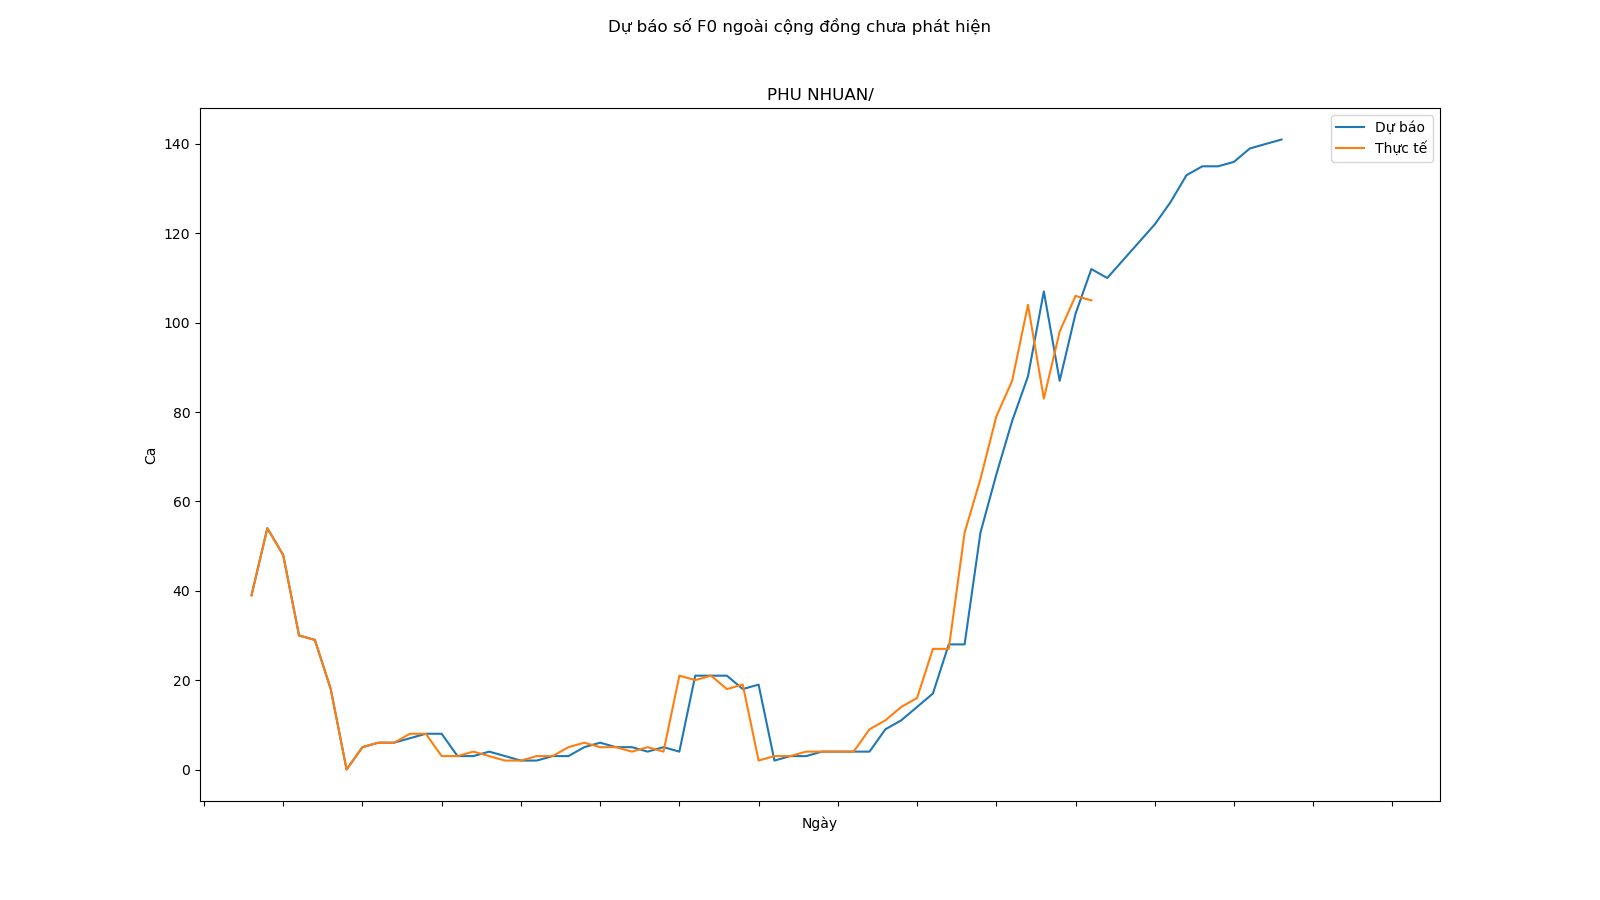 Dự báo số F0 ngoài cộng đồng chưa phát hiện
PHU NHUAN/
Dự báo
Thực tế
140
120
100
80
60
40
20
0
Ca
Ngày